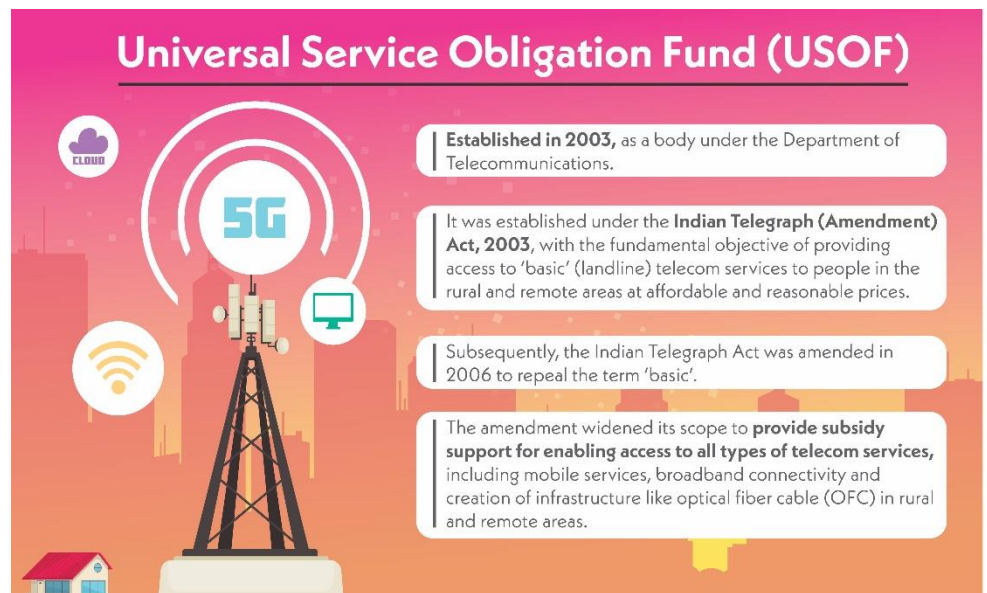 Universal Service Obligation Fund (USOF)
CLOUD
5G
Established in 2003, as a body under the Department of
Telecommunications.
It was established under the Indian Telegraph (Amendment)
Act, 2003, with the fundamental objective of providing
access to ‘basic’ (landline) telecom services to people in the
rural and remote areas at affordable and reasonable prices.
Subsequently, the Indian Telegraph Act was amended in
2006 to repeal the term ‘basic’.
The amendment widened its scope to provide subsidy
support for enabling access to all types of telecom services,
including mobile services, broadband connectivity and
creation of infrastructure like optical fiber cable (OFC) in rural
and remote areas.